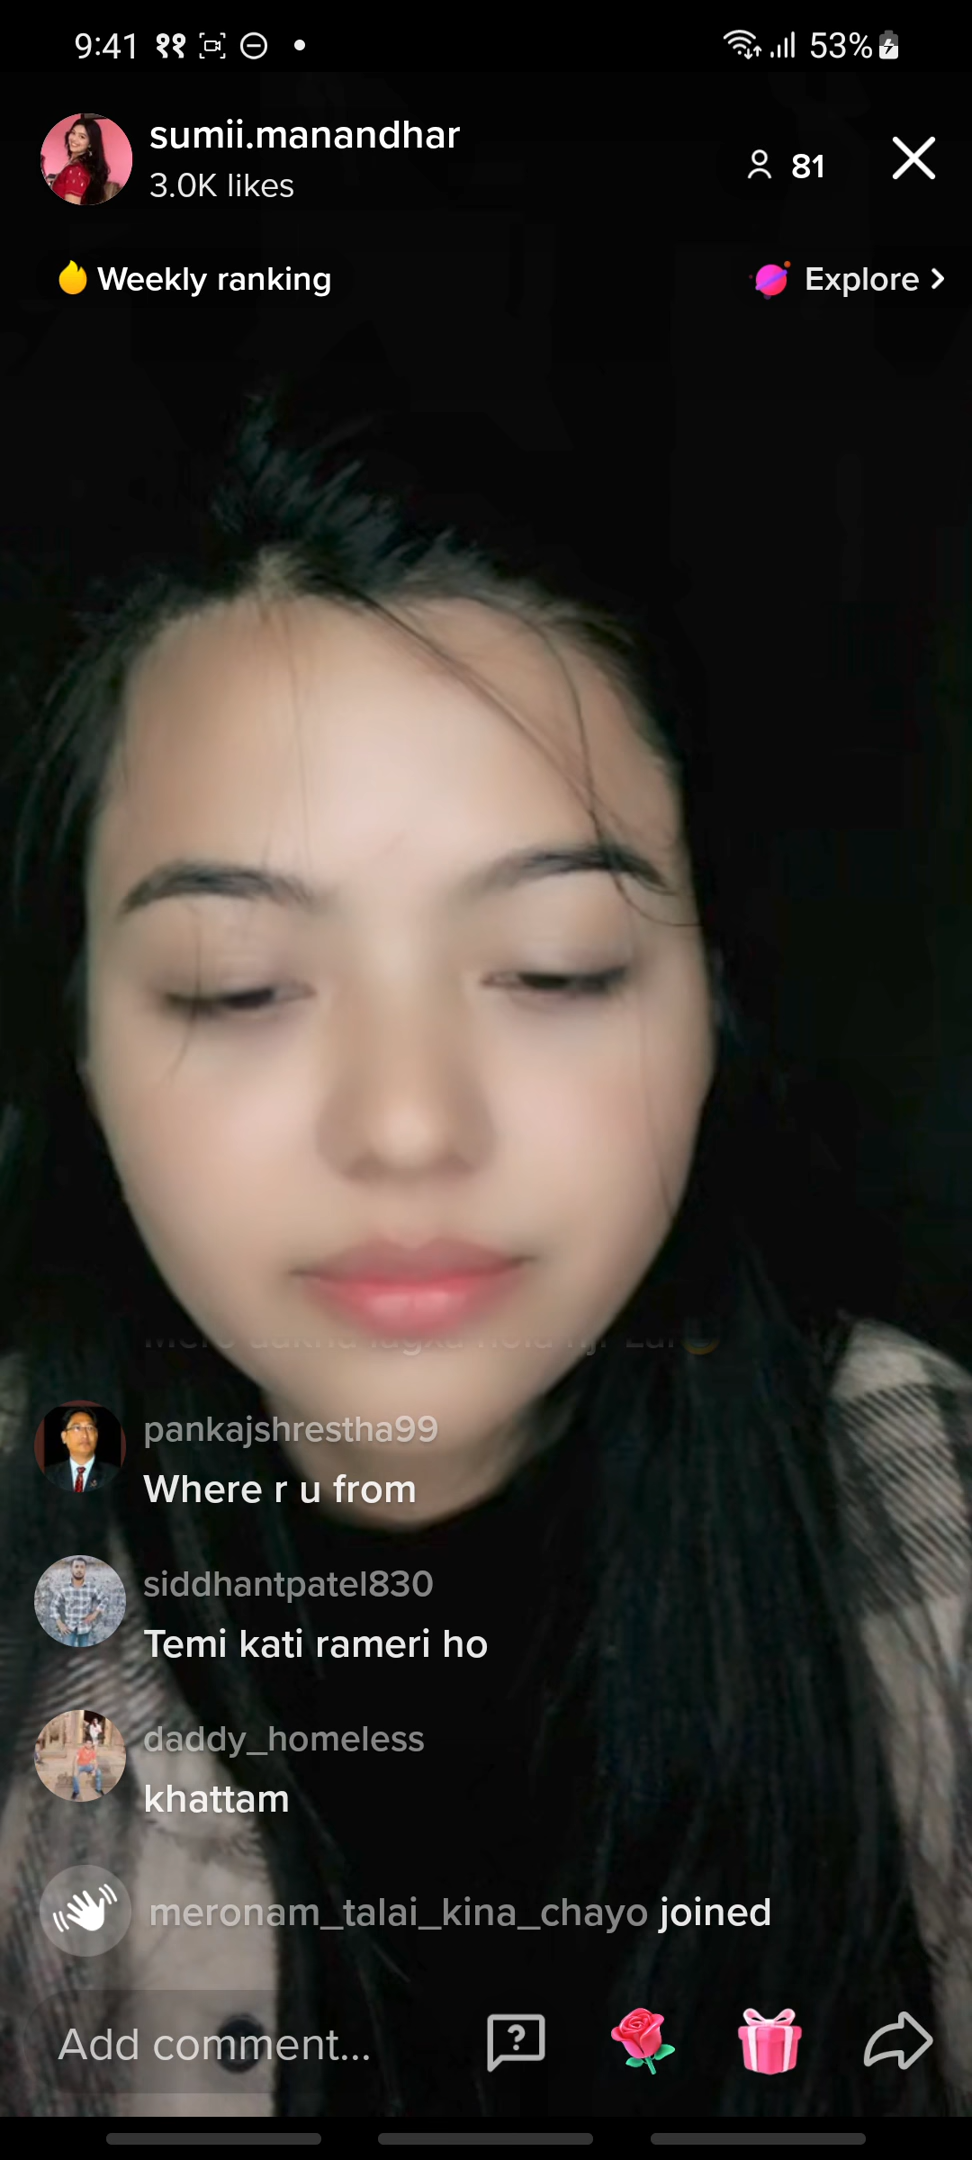 9:41 ११ 53%
sumii.manandhar
3.0K likes
81
Weekly ranking
Explore >
pankajshrestha99
Where r u from
siddhantpatel830
Temi kati rameri ho
daddy_homeless
khattam
meronam_talai_kina_chayo joined
Add comment...
?